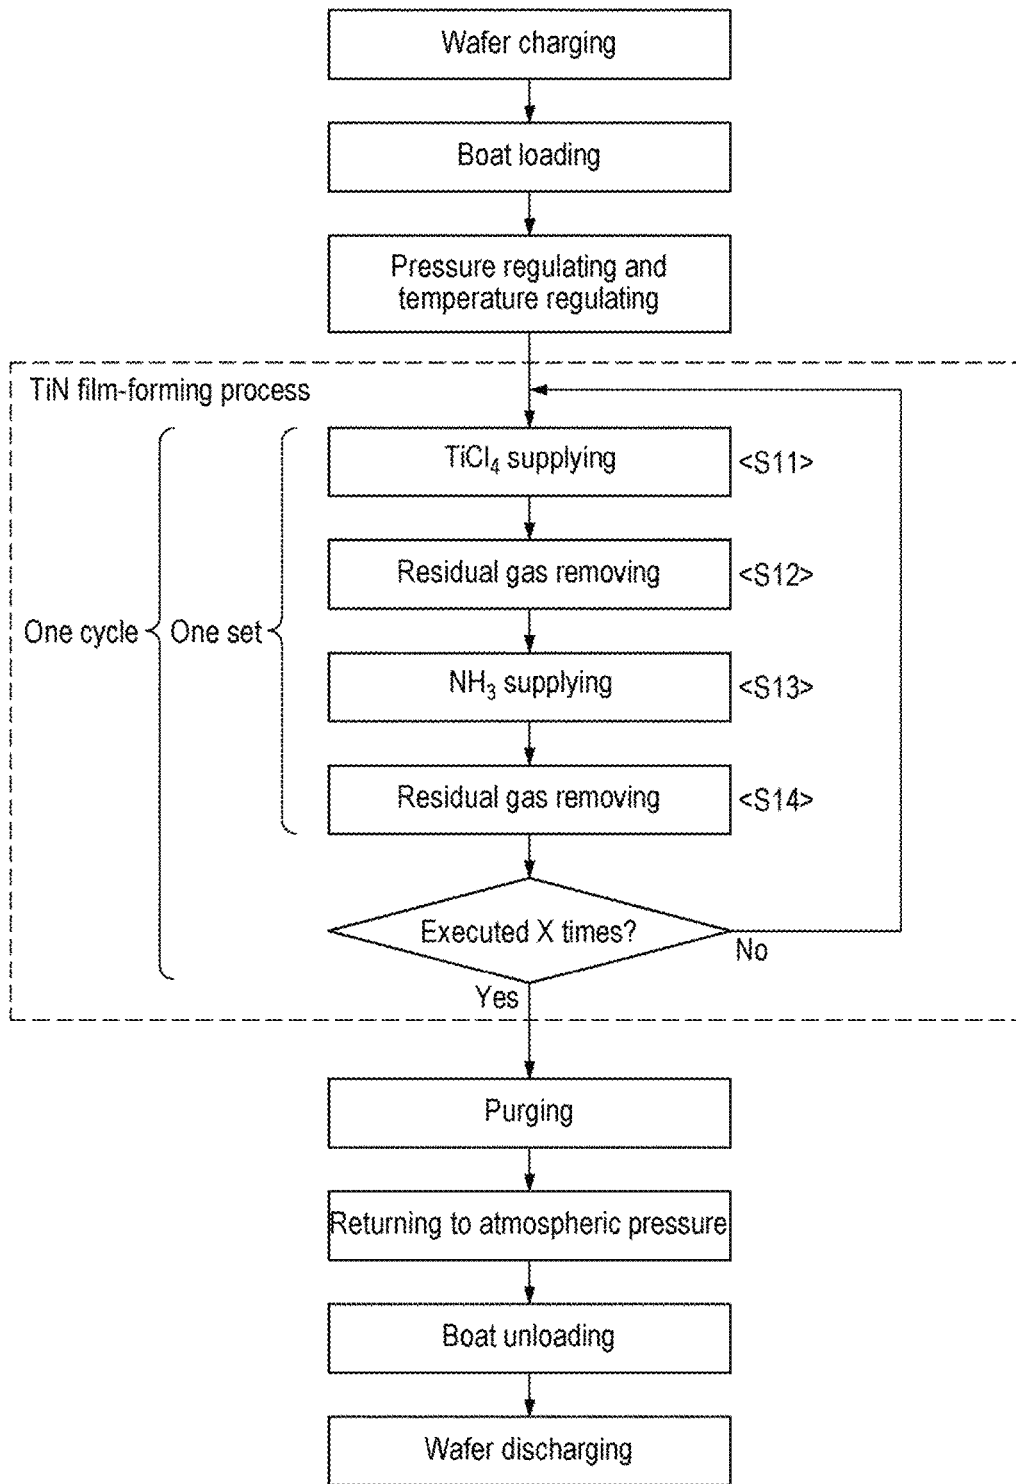 Wafer charging
Boat loading
Pressure regulating and
temperature regulating
TiN film-forming process
TiCl₄ supplying <S11>
Residual gas removing <S12>
One cycle One set
NH₃ supplying <S13>
Residual gas removing <S14>
Executed X times?
No
Yes
Purging
Returning to atmospheric pressure
Boat unloading
Wafer discharging